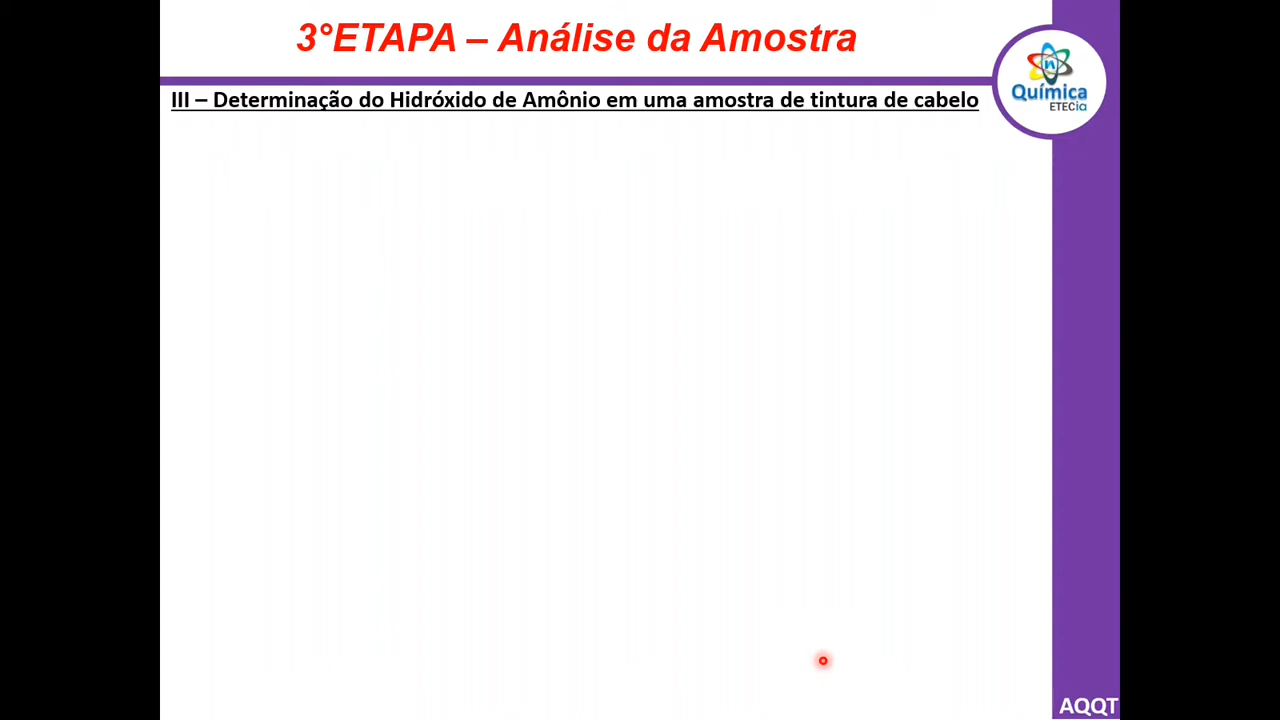 3°ETAPA – Análise da Amostra
III – Determinação do Hidróxido de Amônio em uma amostra de tintura de cabelo
n
Química
ETECia
AQQT